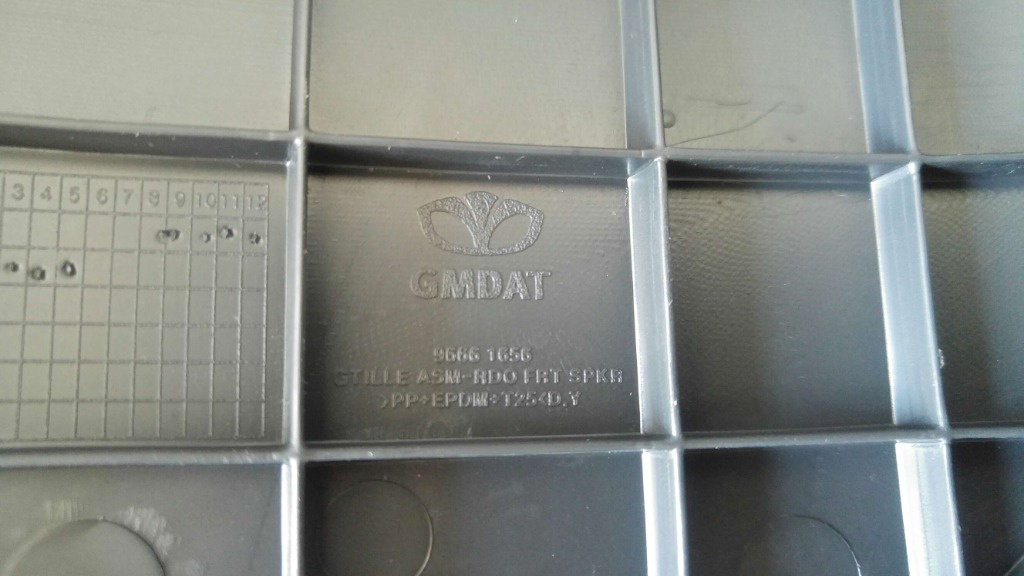 3 4 5 6 7 8 9 10 11 12
GMDAT
9666 1656
GTILLE ASM-RDO FRT SPKR
>PP+EPDM+T25<D.Y